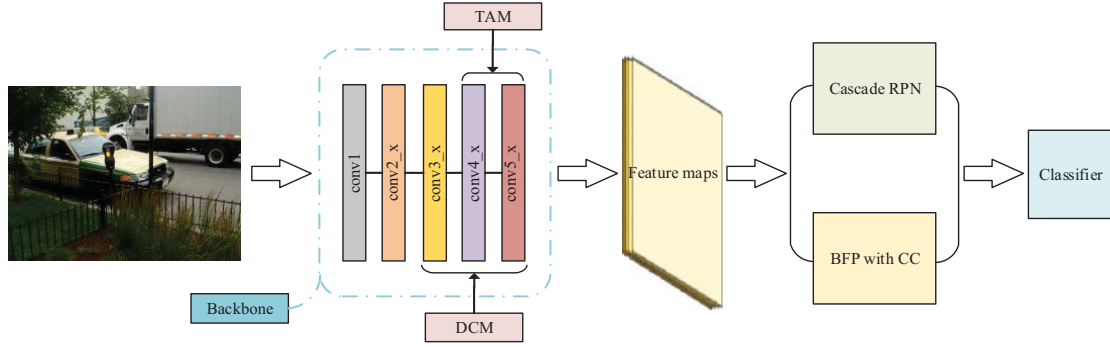 TAM
conv1
conv2_x
conv3_x
conv4_x
conv5_x
Backbone
DCM
Feature maps
Cascade RPN
BFP with CC
Classifier